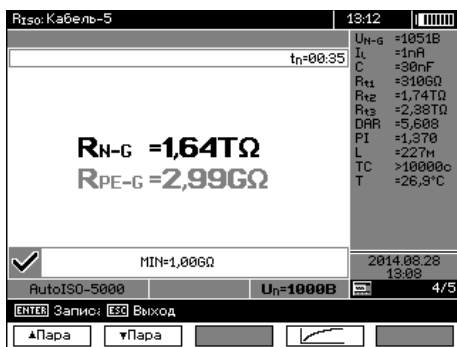 RISO: Кабель-5 13:12
tn=00:35
RN-G =1,64TΩ
RPE-G =2,99GΩ
MIN=1,00GΩ
AutoISO-5000 Un=1000В
UN-G =1051В
IL =1nA
C =30nF
Rt1 =310GΩ
Rt2 =1,74TΩ
Rt3 =2,38TΩ
DAR =5,608
PI =1,370
L =227м
TC >10000с
T =26,9°C
2014.08.28
13:08
4/5
ENTER Запис: ESC Выход
▲Пара ▼Пара